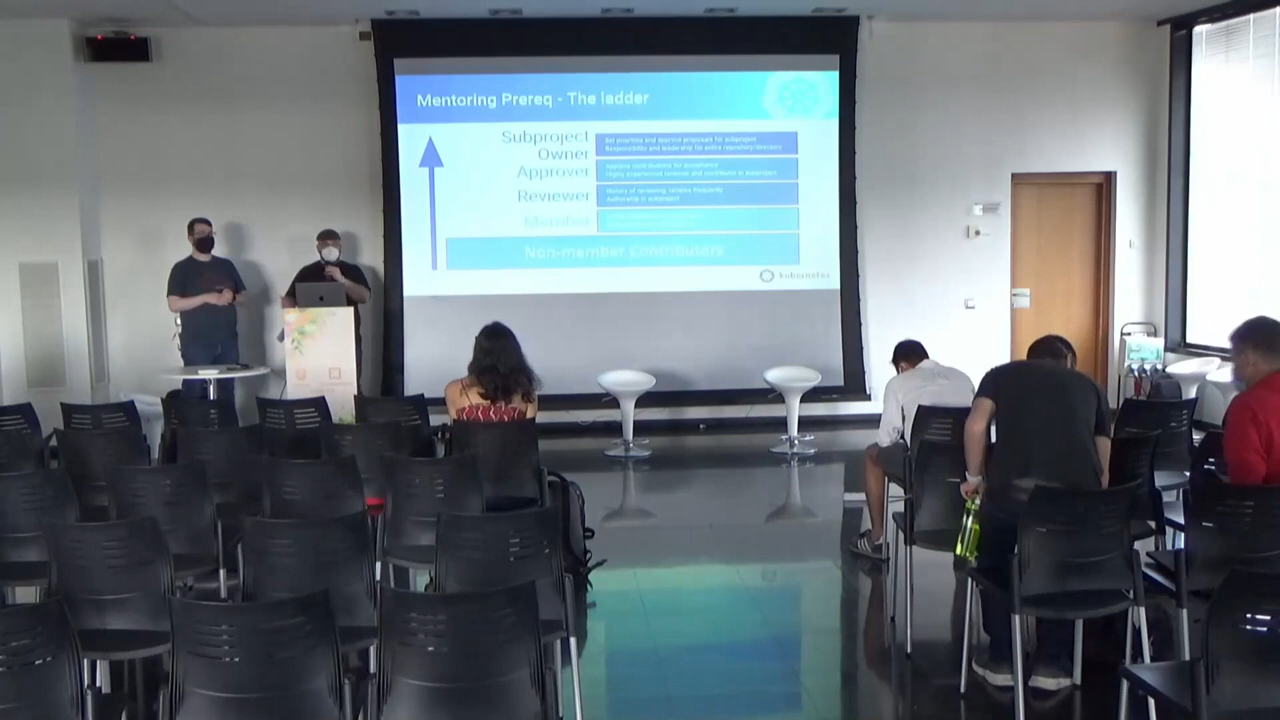 Mentoring Prereq - The ladder
Subproject
Owner
Set priorities and approve proposals for subproject
Responsibility and leadership for entire repository/directory
Approver
Approve contributions for acceptance
Highly experienced reviewer and contributor in subproject
Reviewer
History of reviewing, reviews frequently
Authorship in subproject
Member
Non-member Contributors
kubernetes